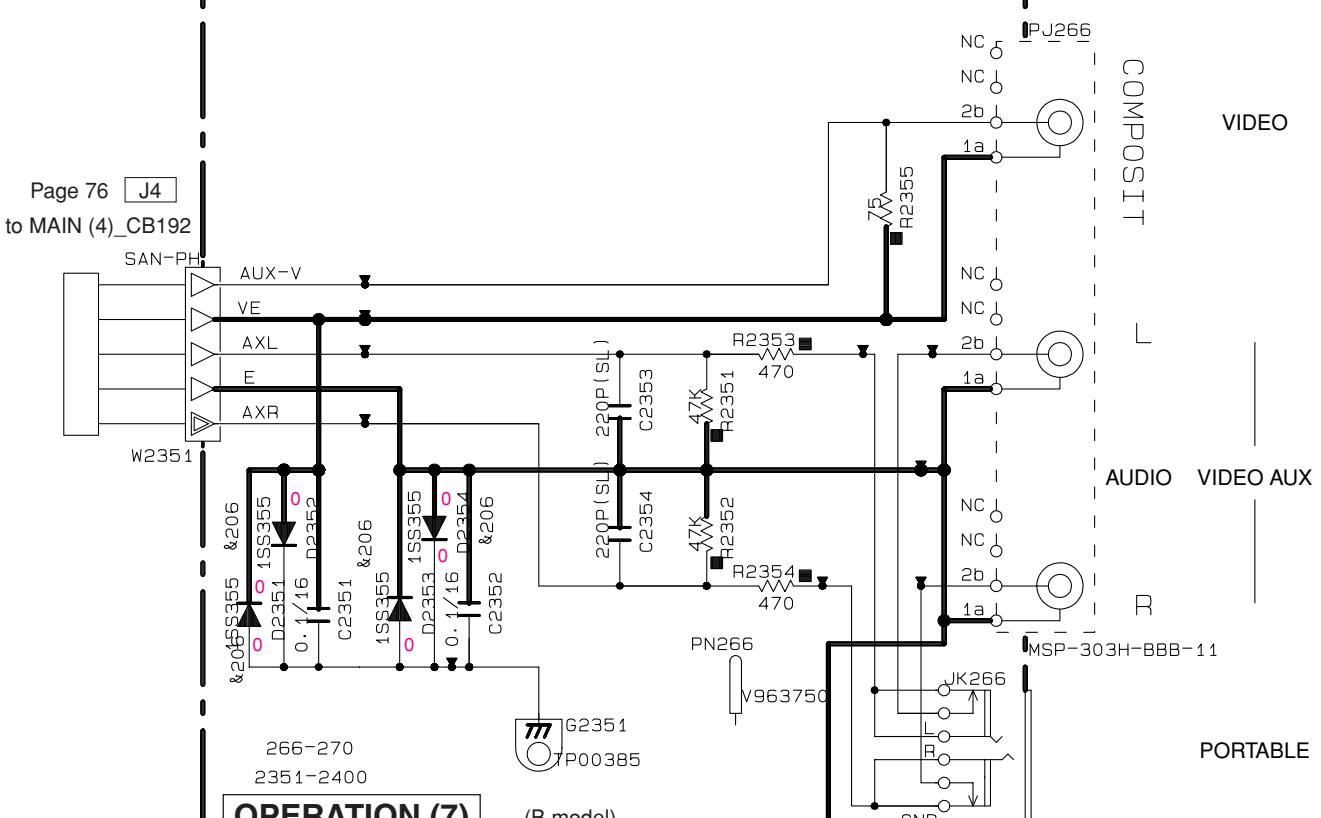 PJ266
NC
NC
2b
1a
COMPOSIT
VIDEO
75
R2355
Page 76 J4
to MAIN (4)_CB192
SAN-PH
AUX-V
VE
AXL
E
AXR
W2351
NC
NC
2b
1a
L
R2353
470
220P(SL)
C2353
47K
R2351
220P(SL)
C2354
47K
R2352
R2354
470
AUDIO
VIDEO AUX
NC
NC
2b
1a
R
MSP-303H-BBB-11
&206
1SS355
0
D2352
&206
1SS355
0
0
D2354
&206
1SS355
0
0
&206
D2351
0.1/16
C2351
1SS355
0
D2353
0.1/16
C2352
PN266
V963750
JK266
L
R
PORTABLE
G2351
TP00385
266-270
2351-2400
OPERATION (7)
(B model)